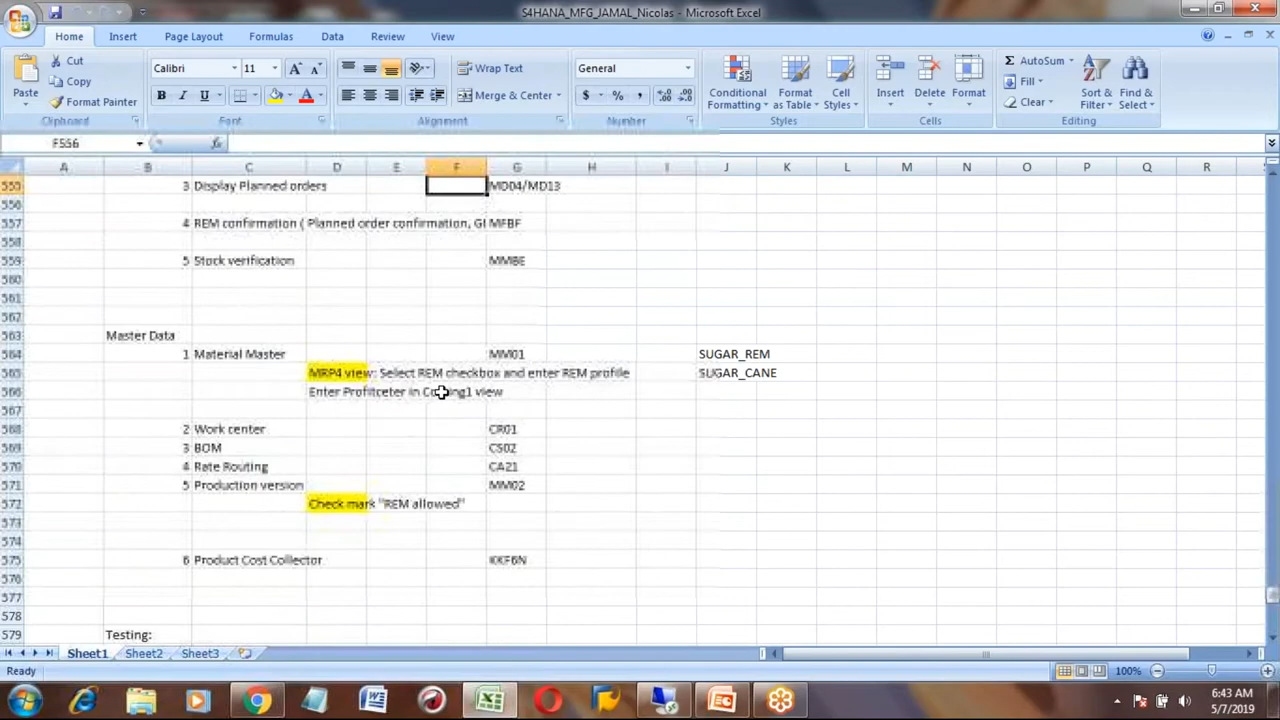 S4HANA_MFG_JAMAL_Nicolas - Microsoft Excel
Home Insert Page Layout Formulas Data Review View
Paste Cut Copy Format Painter Clipboard
Calibri 11 B I U A A A Font
Wrap Text Merge & Center Alignment
General $ % , .0 .00 .00 .0 Number
Conditional Formatting Format as Table Cell Styles Styles
Insert Delete Format Cells
Σ AutoSum Fill Clear Sort & Filter Find & Select Editing
F556 fx
A B C D E F G H I J K L M N O P Q R
555 3 Display Planned orders MD04/MD13
556
557 4 REM confirmation ( Planned order confirmation, GI MFBF
558
559 5 Stock verification MMBE
560
561
562
563 Master Data
564 1 Material Master MM01 SUGAR_REM
565 MRP4 view: Select REM checkbox and enter REM profile SUGAR_CANE
566 Enter Profitceter in view
567
568 2 Work center CR01
569 3 BOM CS02
570 4 Rate Routing CA21
571 5 Production version MM02
572 Check mark "REM allowed"
573
574
575 6 Product Cost Collector KKF6N
576
577
578
579 Testing:
Sheet1 Sheet2 Sheet3
Ready 100%
6:43 AM
5/7/2019